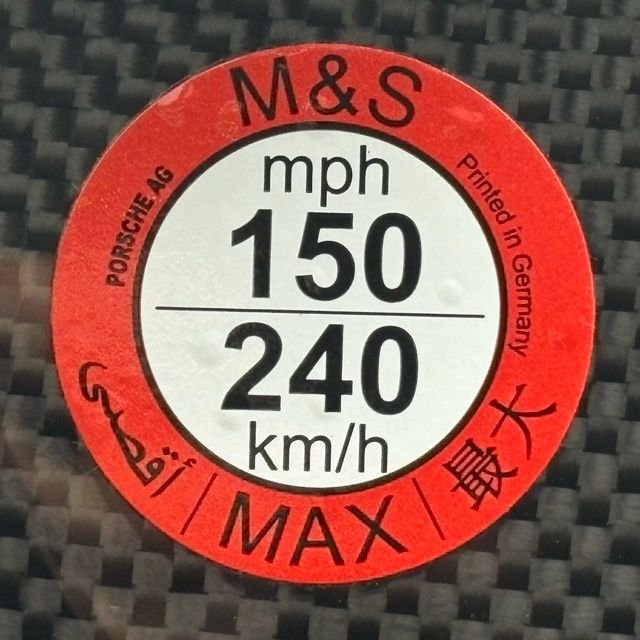 M&S
PORSCHE AG
Printed in Germany
mph
150
240
km/h
أقصى | MAX | 最大